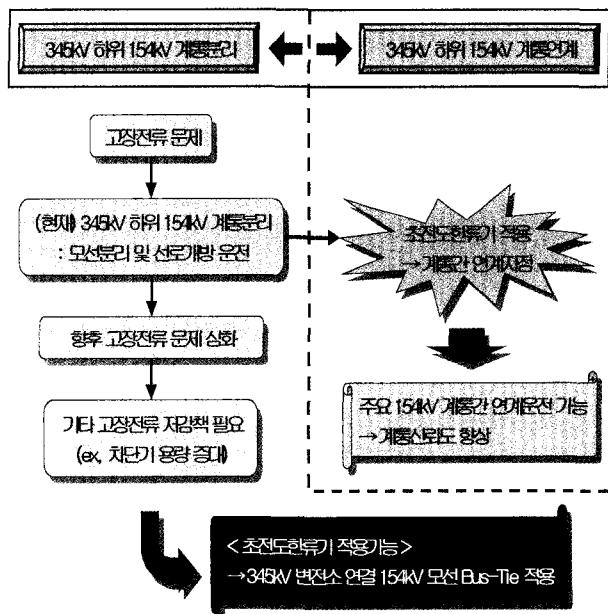 345kV 하위 154kV 계통분리
345kV 하위 154kV 계통연계
고장전류 문제
(현재) 345kV 하위 154kV 계통분리
: 모선분리 및 선로개방 운전
초전도한류기 적용
→계통간 연계지점
향후 고장전류 문제 심화
기타 고장전류 저감책 필요
(ex, 차단기 용량 증대)
주요 154kV 계통간 연계운전 가능
→계통신뢰도 향상
< 초전도한류기 적용가능 >
→345kV 변전소 연결 154kV 모선 Bus-Tie 적용